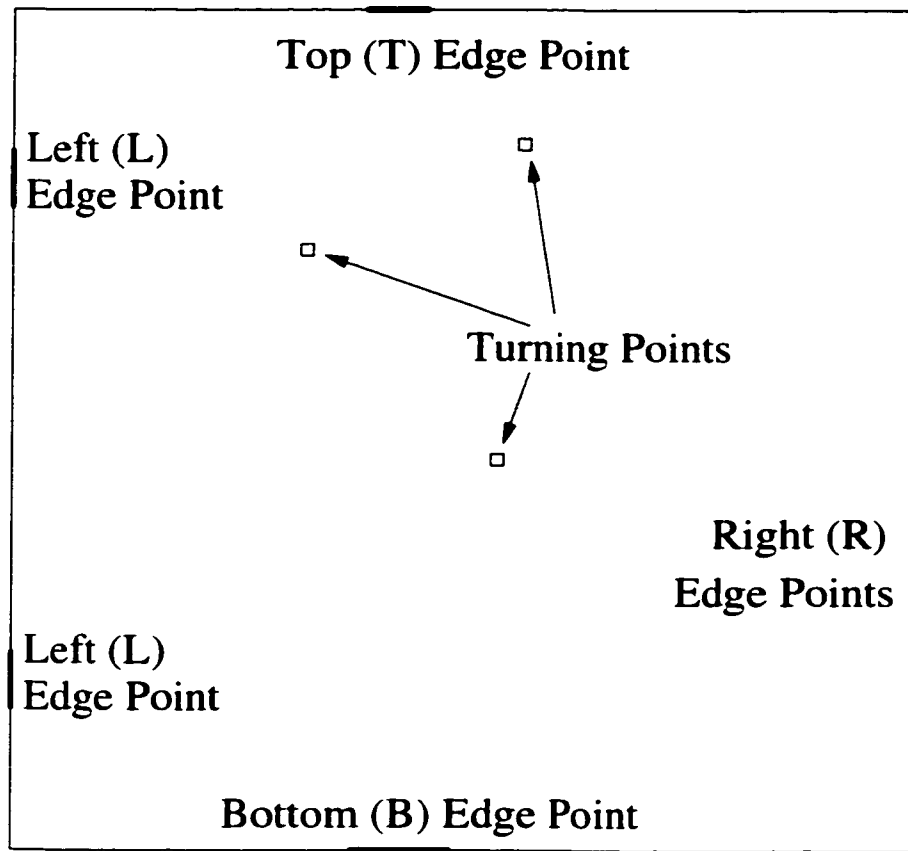 Top (T) Edge Point
Left (L)
Edge Point
Turning Points
Right (R)
Edge Points
Left (L)
Edge Point
Bottom (B) Edge Point